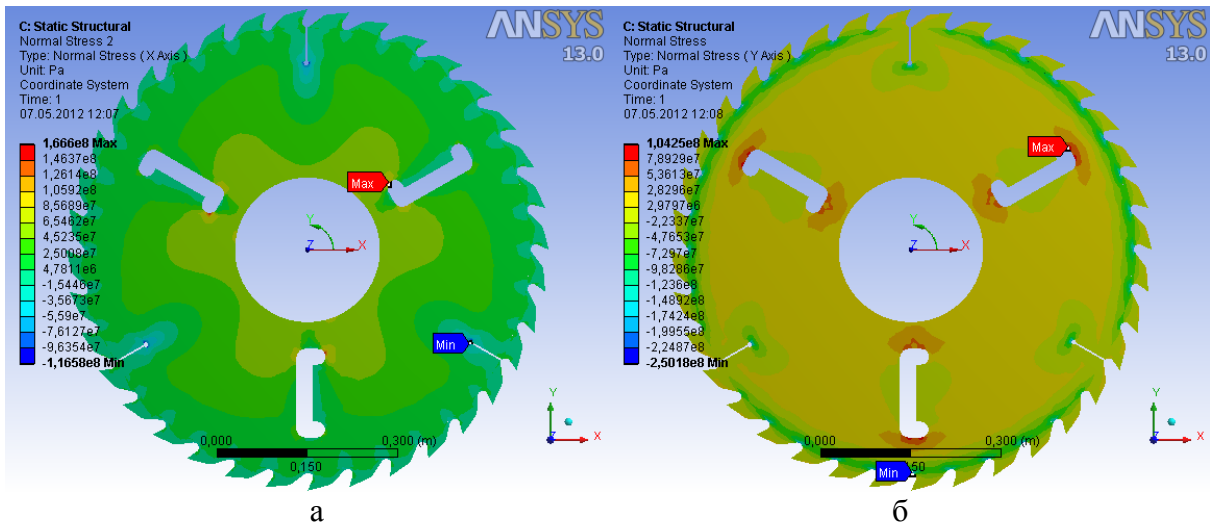 C: Static Structural
Normal Stress 2
Type: Normal Stress ( X Axis )
Unit: Pa
Coordinate System
Time: 1
07.05.2012 12:07
ANSYS
13.0
1,666e8 Max
1,4637e8
1,2614e8
1,0592e8
8,5689e7
6,5462e7
4,5235e7
2,5008e7
4,7811e6
-1,5446e7
-3,5673e7
-5,59e7
-7,6127e7
-9,6354e7
-1,1658e8 Min
Max
Min
Y
Z
X
0,000
0,300 (m)
0,150
Y
Z
X
а
C: Static Structural
Normal Stress
Type: Normal Stress ( Y Axis )
Unit: Pa
Coordinate System
Time: 1
07.05.2012 12:08
ANSYS
13.0
1,0425e8 Max
7,8929e7
5,3613e7
2,8296e7
2,9797e6
-2,2337e7
-4,7653e7
-7,297e7
-9,8286e7
-1,236e8
-1,4892e8
-1,7424e8
-1,9955e8
-2,2487e8
-2,5018e8 Min
Max
Y
Z
X
0,000
0,300 (m)
Min
Y
Z
X
б